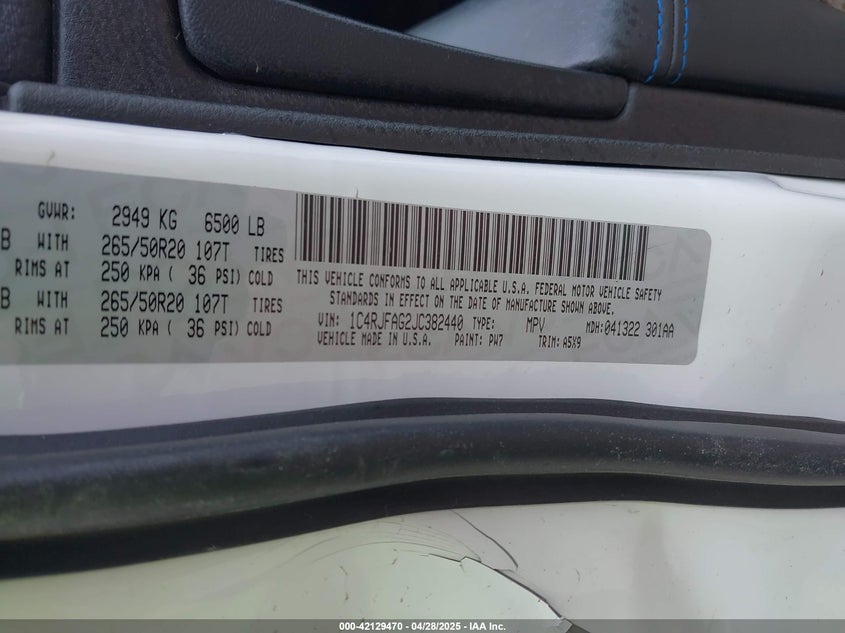 GVWR: 2949 KG 6500 LB
B WITH 265/50R20 107T TIRES
RIMS AT 250 KPA ( 36 PSI) COLD
B WITH 265/50R20 107T TIRES
RIMS AT 250 KPA ( 36 PSI) COLD
THIS VEHICLE CONFORMS TO ALL APPLICABLE U.S.A. FEDERAL MOTOR VEHICLE SAFETY
STANDARDS IN EFFECT ON THE DATE OF MANUFACTURE SHOWN ABOVE.
VIN: 1C4RJFAG2JC382440 TYPE: MPV MDH:041322 301AA
VEHICLE MADE IN U.S.A. PAINT: PW7 TRIM: A5X9
000-42129470 - 04/28/2025 - IAA Inc.